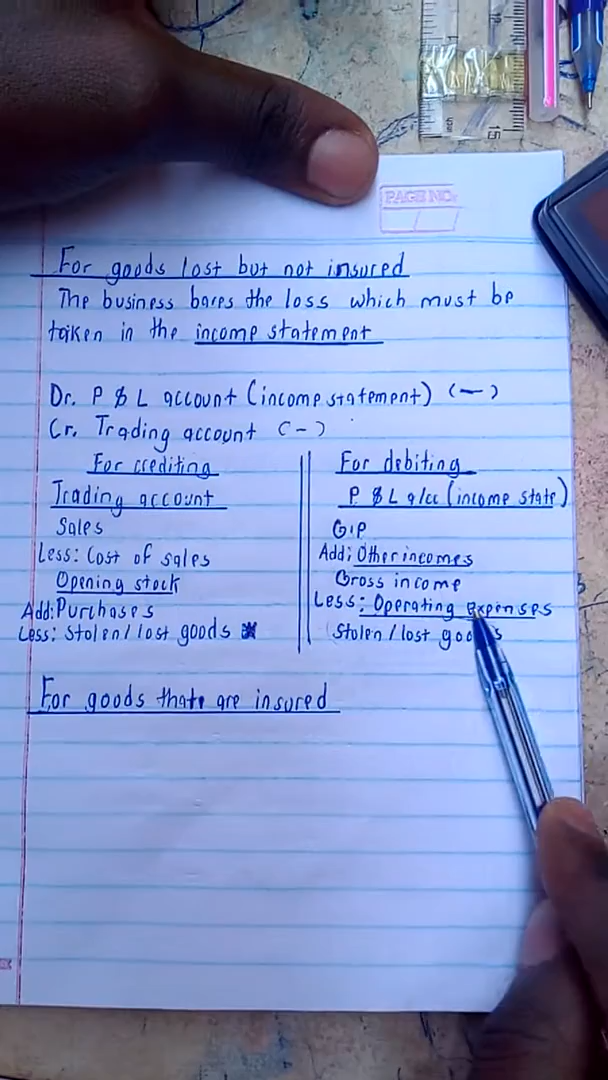 PAGE NO:
For goods lost but not insured
The business bares the loss which must be
taken in the income statement
Dr. P & L account (income statement) (-)
Cr. Trading account (-)
For crediting
Trading account
Sales
Less: Cost of sales
Opening stock
Add: Purchases
Less: Stolen/lost goods
For debiting
P & L a/cc (income state)
G.P
Add: Other incomes
Gross income
Less: Operating expenses
Stolen/lost goods
For goods that are insured